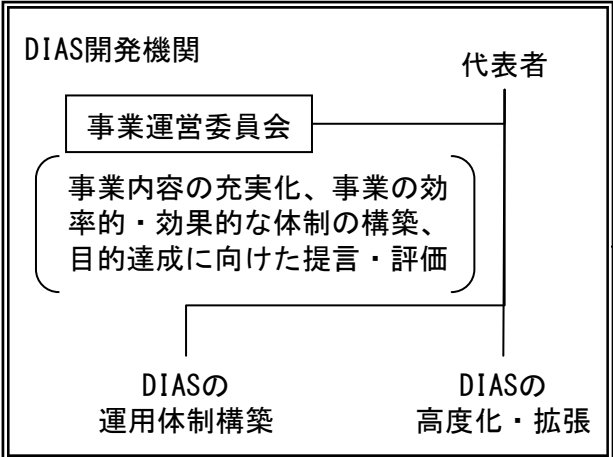 DIAS開発機関
代表者
事業運営委員会
事業内容の充実化、事業の効
率的・効果的な体制の構築、
目的達成に向けた提言・評価
DIASの
運用体制構築
DIASの
高度化・拡張